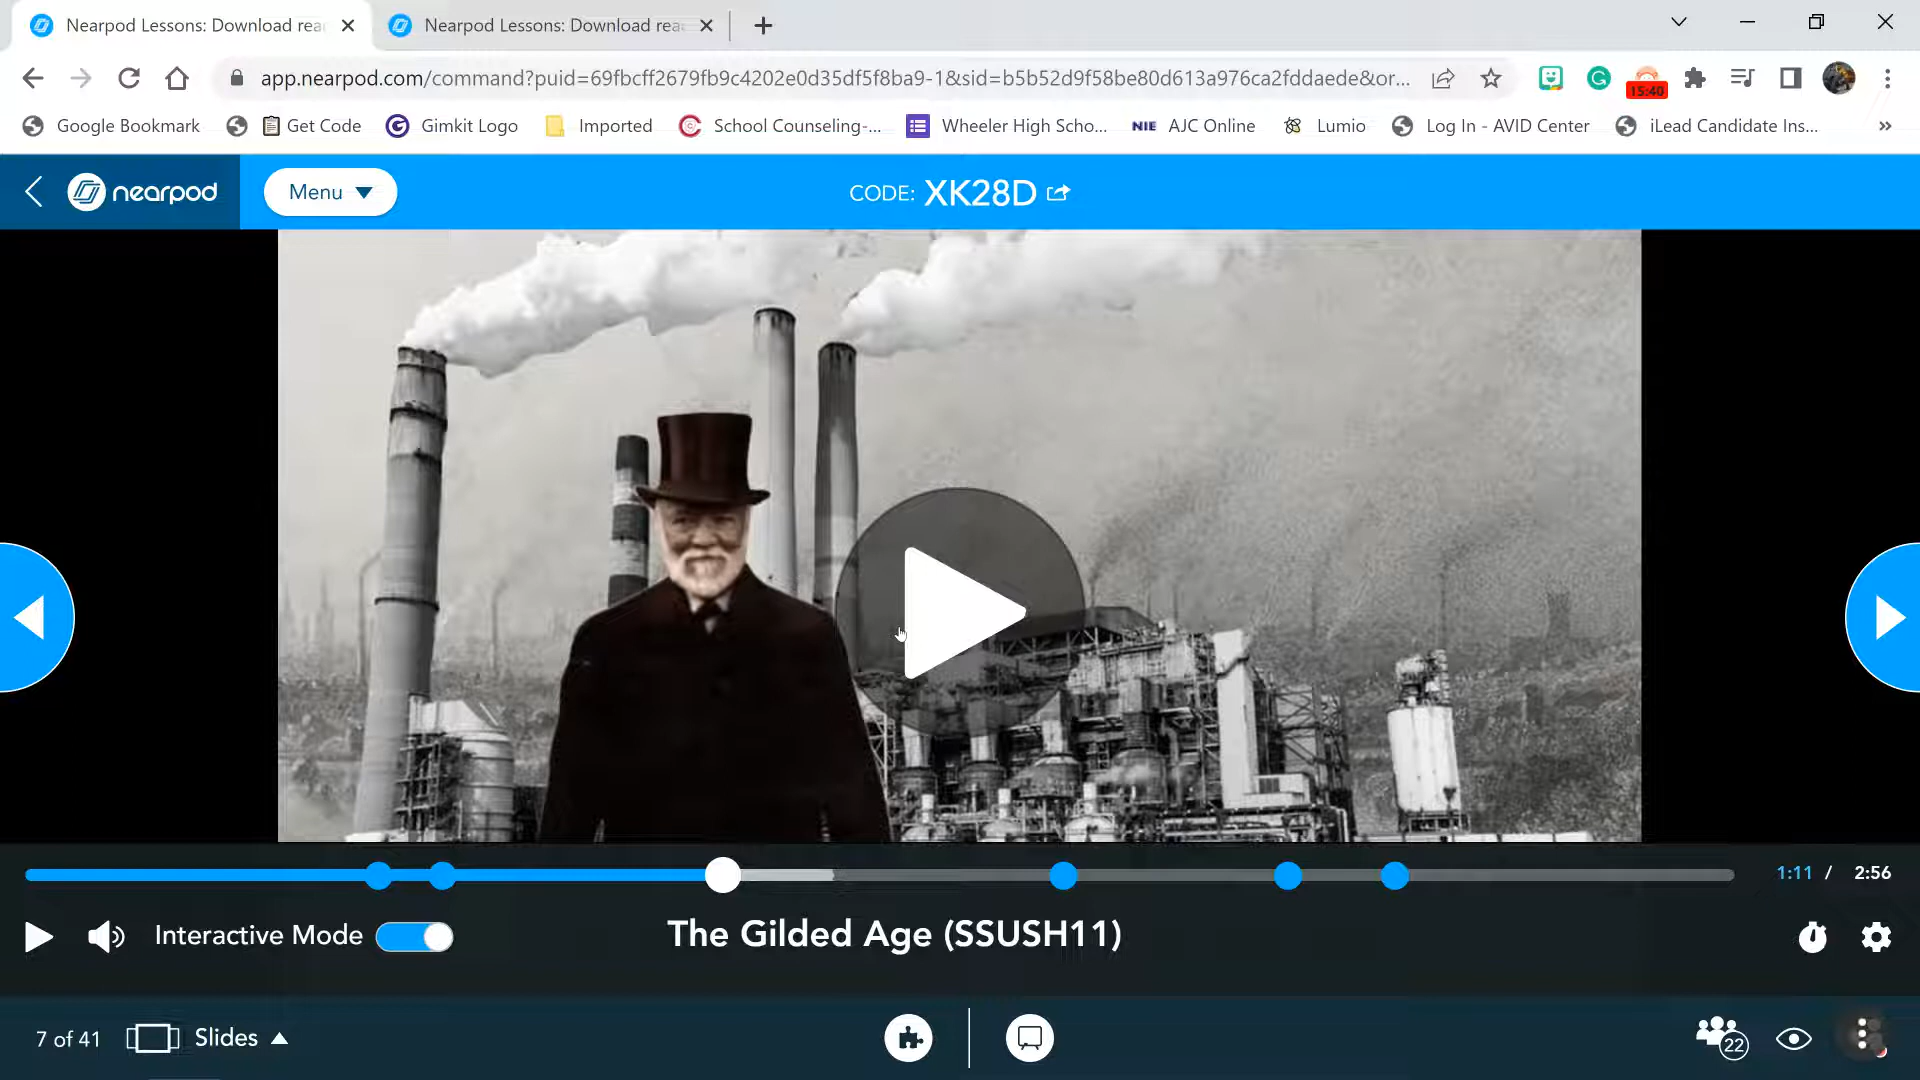 Nearpod Lessons: Download rea
Nearpod Lessons: Download rea
app.nearpod.com/command?puid=69fbcff2679fb9c4202e0d35df5f8ba9-1&sid=b5b52d9f58be80d613a976ca2fddaede&or...
15:40
Google Bookmark
Get Code
Gimkit Logo
Imported
School Counseling-...
Wheeler High Scho...
NIE AJC Online
Lumio
Log In - AVID Center
iLead Candidate Ins...
nearpod
Menu
CODE: XK28D
1:11 / 2:56
Interactive Mode
The Gilded Age (SSUSH11)
7 of 41
Slides
22